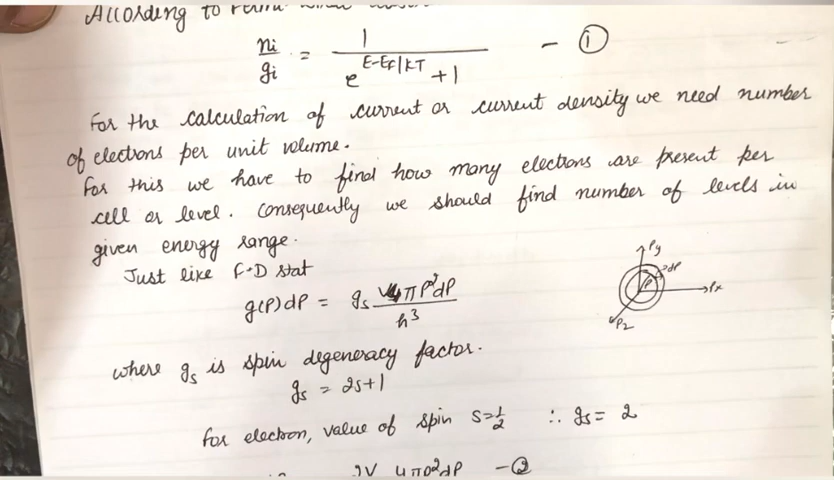 According to
ni/gi = 1/(e^(E-EF/kT) + 1) - ①
For the calculation of current or current density we need number
of electrons per unit volume.
For this we have to find how many elections are present per
cell or level. Consequently we should find number of levels in
given energy range.
Just like F-D stat
g(P)dP = gs V4πP²dP/h³
Py
dP
P
Px
Pz
where gs is spin degeneracy factor.
gs = 2s+1
For electron, value of spin s=1/2 ∴ gs = 2
2V 4πp²dP - ②